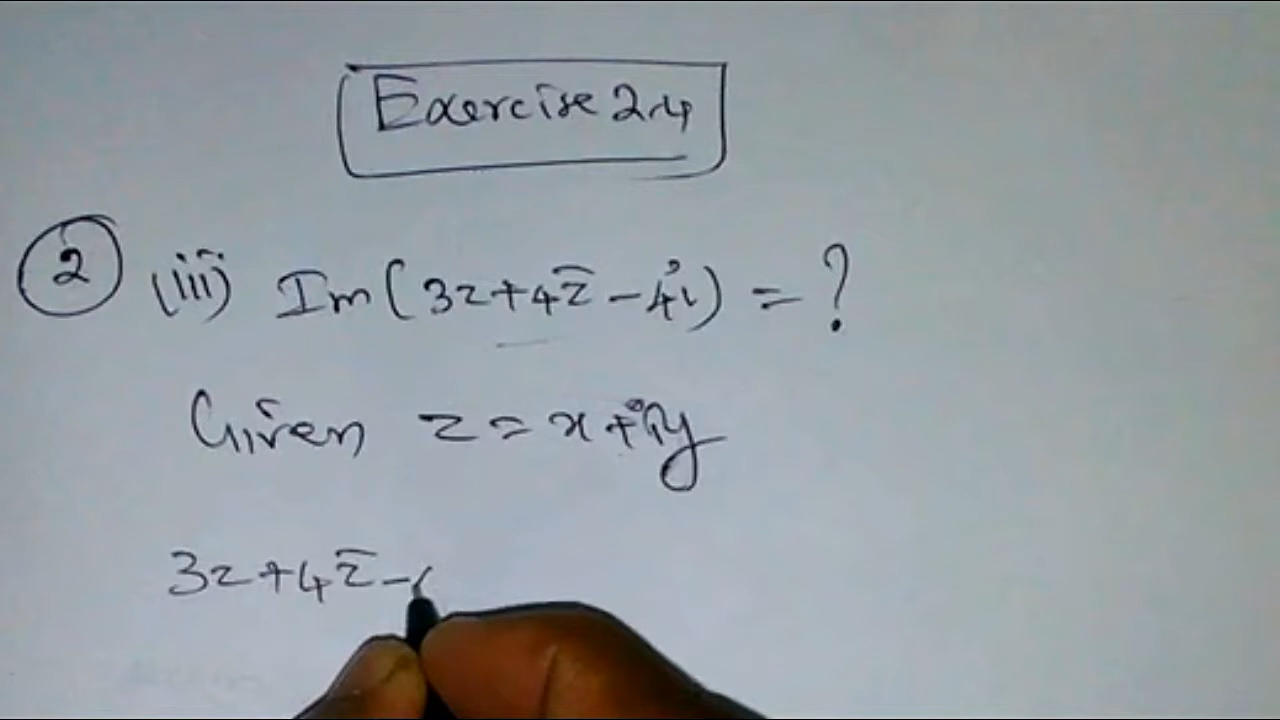 Exercise 2.4
2 (iii) Im(3z+4z̅-4i) = ?
Given z = x+iy
3z+4z̅-